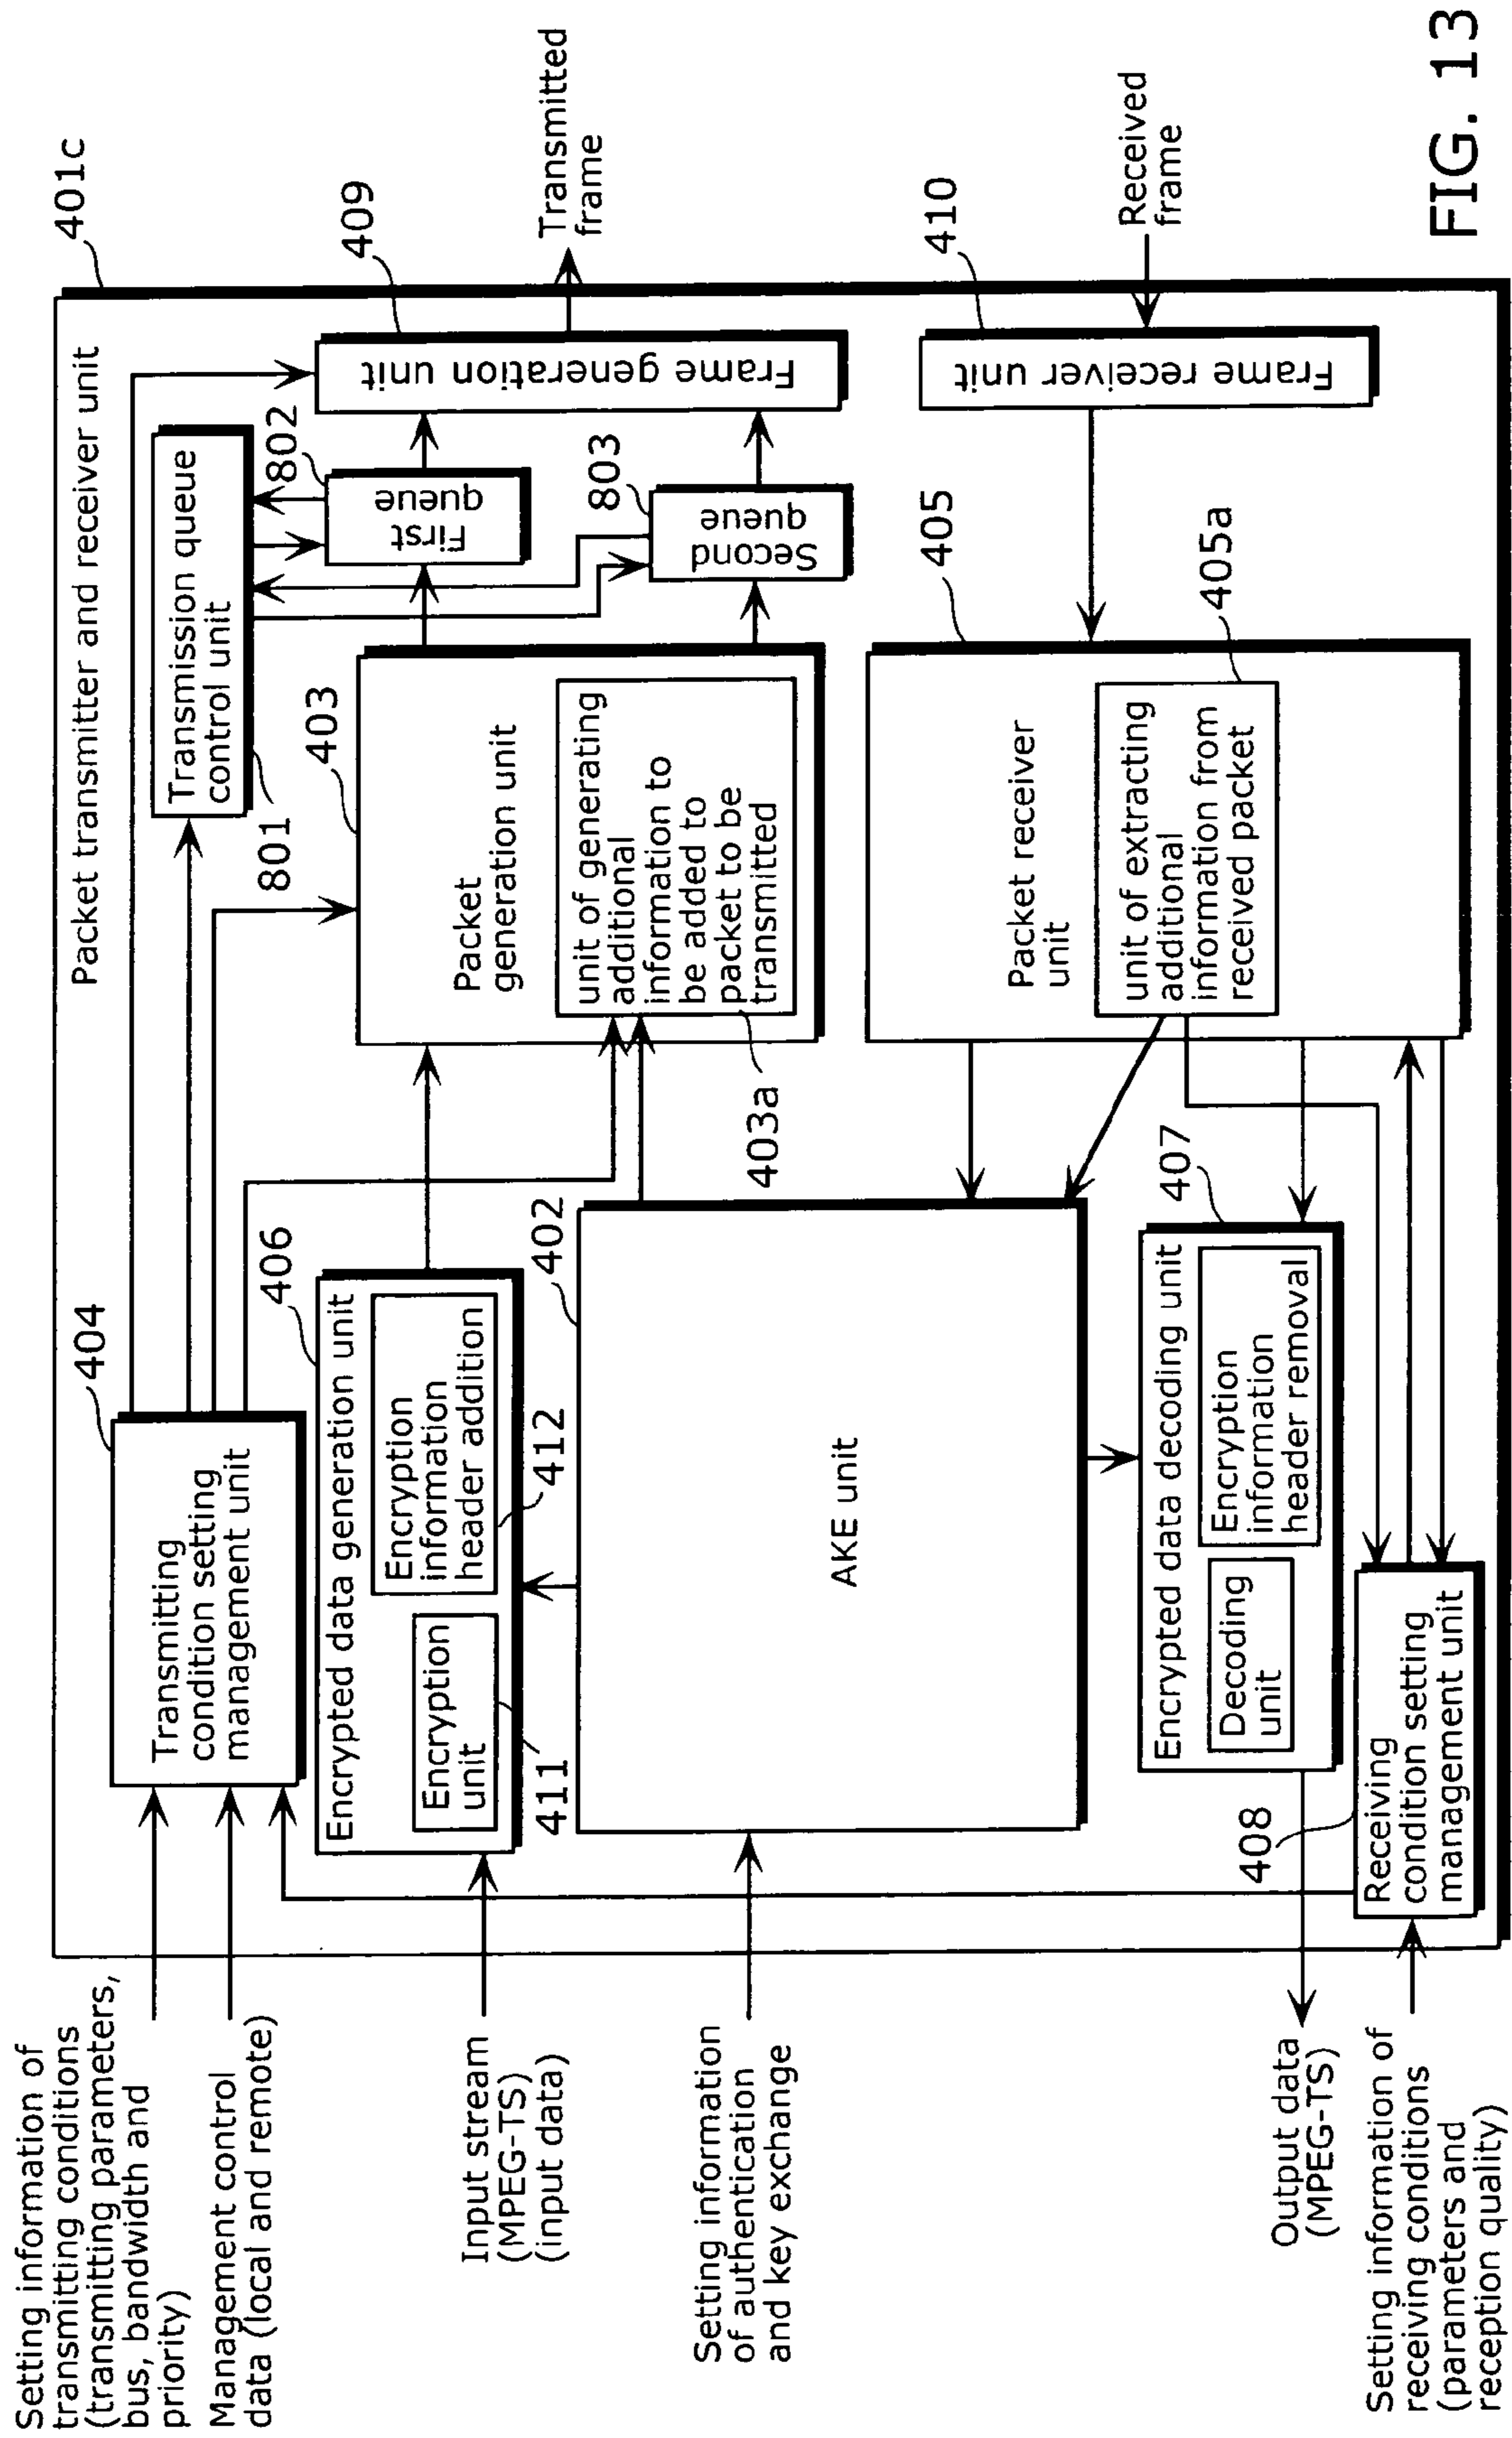 Setting information of
transmitting conditions
(transmitting parameters,
bus, bandwidth and
priority)
Management control
data (local and remote)
Input stream
(MPEG-TS)
(input data)
Setting information
of authentication
and key exchange
Output data
(MPEG-TS)
Setting information of
receiving conditions
(parameters and
reception quality)
401c
Packet transmitter and receiver unit
404
Transmitting
condition setting
management unit
406
Encrypted data generation unit
Encryption
unit
411
Encryption
information
header addition
412
402
AKE unit
407
Encrypted data decoding unit
Decoding
unit
Encryption
information
header removal
408
Receiving
condition setting
management unit
801
Transmission queue
control unit
403
Packet
generation unit
unit of generating
additional
information to
be added to
packet to be
transmitted
403a
802
First
queue
803
Second
queue
409
Frame generation unit
Transmitted
frame
405
Packet receiver
unit
405a
unit of extracting
additional
information from
received packet
410
Frame receiver unit
Received
frame
FIG. 13